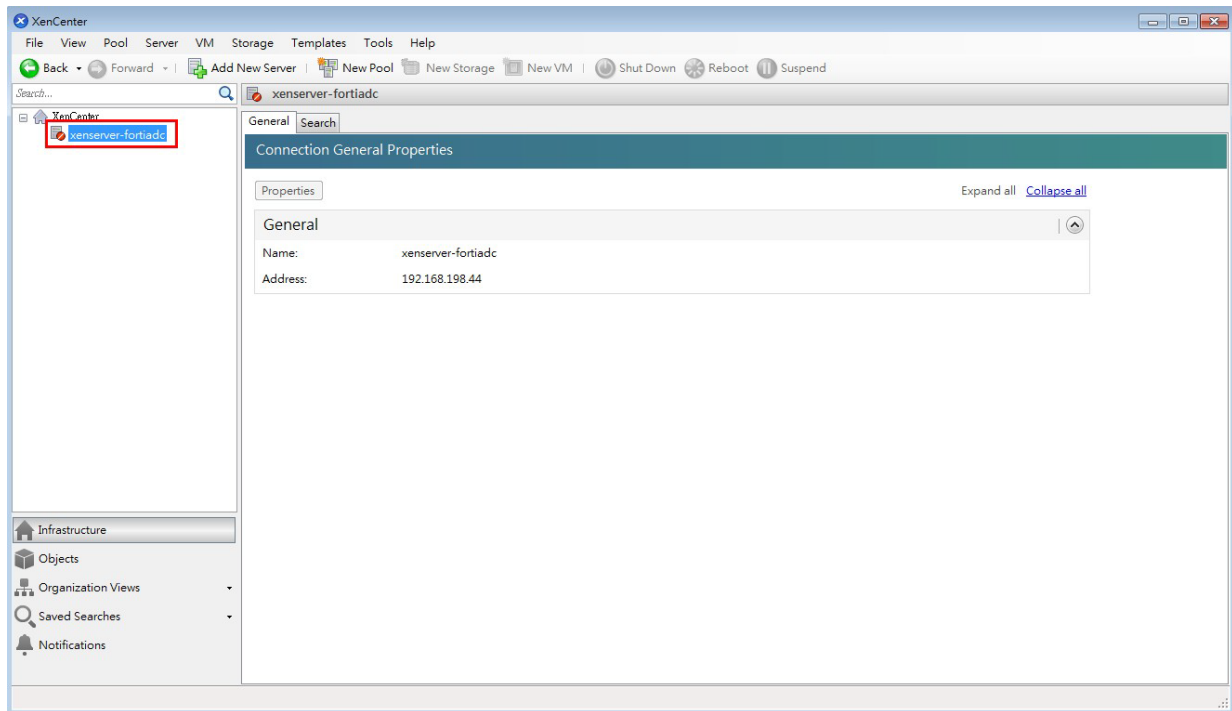 XenCenter
File View Pool Server VM Storage Templates Tools Help
Back Forward Add New Server New Pool New Storage New VM Shut Down Reboot Suspend
Search...
xenserver-fortiadc
XenCenter
xenserver-fortiadc
General Search
Connection General Properties
Properties
Expand all Collapse all
General
Name: xenserver-fortiadc
Address: 192.168.198.44
Infrastructure
Objects
Organization Views
Saved Searches
Notifications